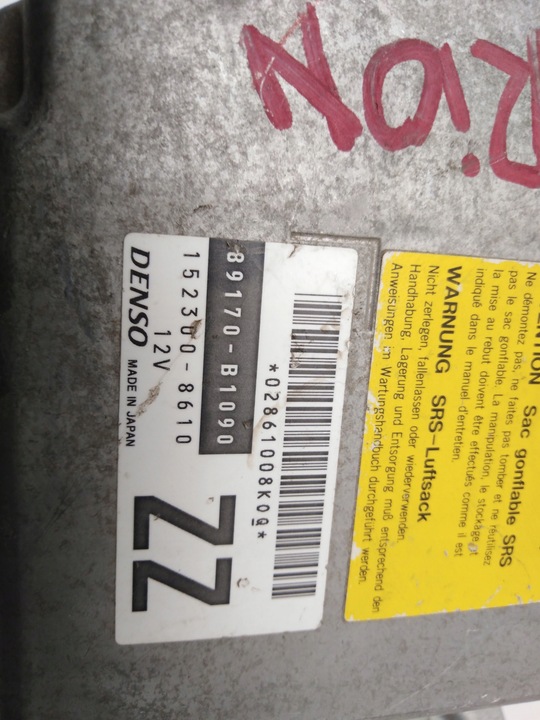 RiON
*02861008K0Q*
89170-B1090
152300-8610
12V
DENSO MADE IN JAPAN
ZZ
Sac gonflable SRS
Ne démontez pas, ne faites pas tomber et ne réutilisez
pas le sac gonflable. La manipulation, le stockage et
la mise au rebut doivent être effectués comme il est
indiqué dans le manuel d'entretien.
WARNUNG SRS-Luftsack
Nicht zerlegen, fallenlassen oder wiederverwenden.
Handhabung, Lagerung und Entsorgung muß entsprechend den
Anweisungen im Wartungshandbuch durchgeführt werden.